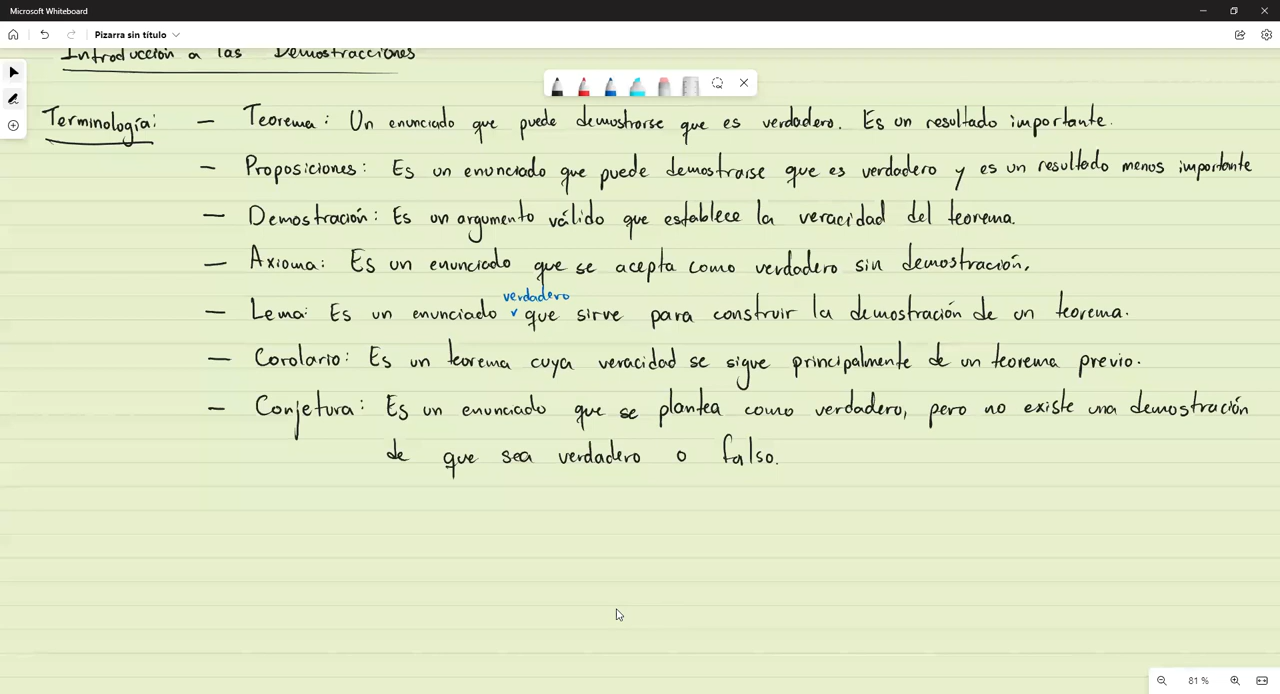 Microsoft Whiteboard
Pizarra sin título
Introducción a las Demostracciones
Terminología: — Teorema: Un enunciado que puede demostrarse que es verdadero. Es un resultado importante.
— Proposiciones: Es un enunciado que puede demostrarse que es verdadero y es un resultado menos importante
— Demostración: Es un argumento válido que establece la veracidad del teorema.
— Axioma: Es un enunciado que se acepta como verdadero sin demostración.
verdadero
— Lema: Es un enunciado que sirve para construir la demostración de un teorema.
— Corolario: Es un teorema cuya veracidad se sigue principalmente de un teorema previo.
— Conjetura: Es un enunciado que se plantea como verdadero, pero no existe una demostración
de que sea verdadero o falso.
81 %